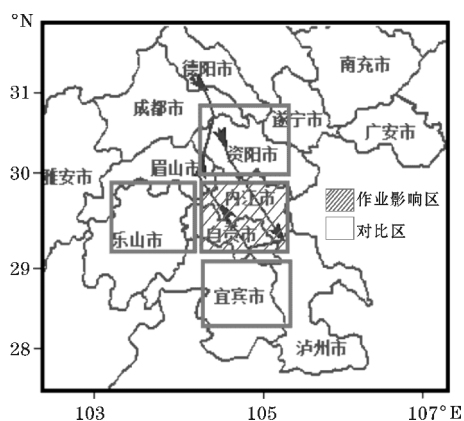 °N
德阳市
南充市
31
成都市
遂宁市
广安市
资阳市
眉山市
30
雅安市
内江市
作业影响区
自贡市
对比区
乐山市
29
宜宾市
28
泸州市
103
105
107°E